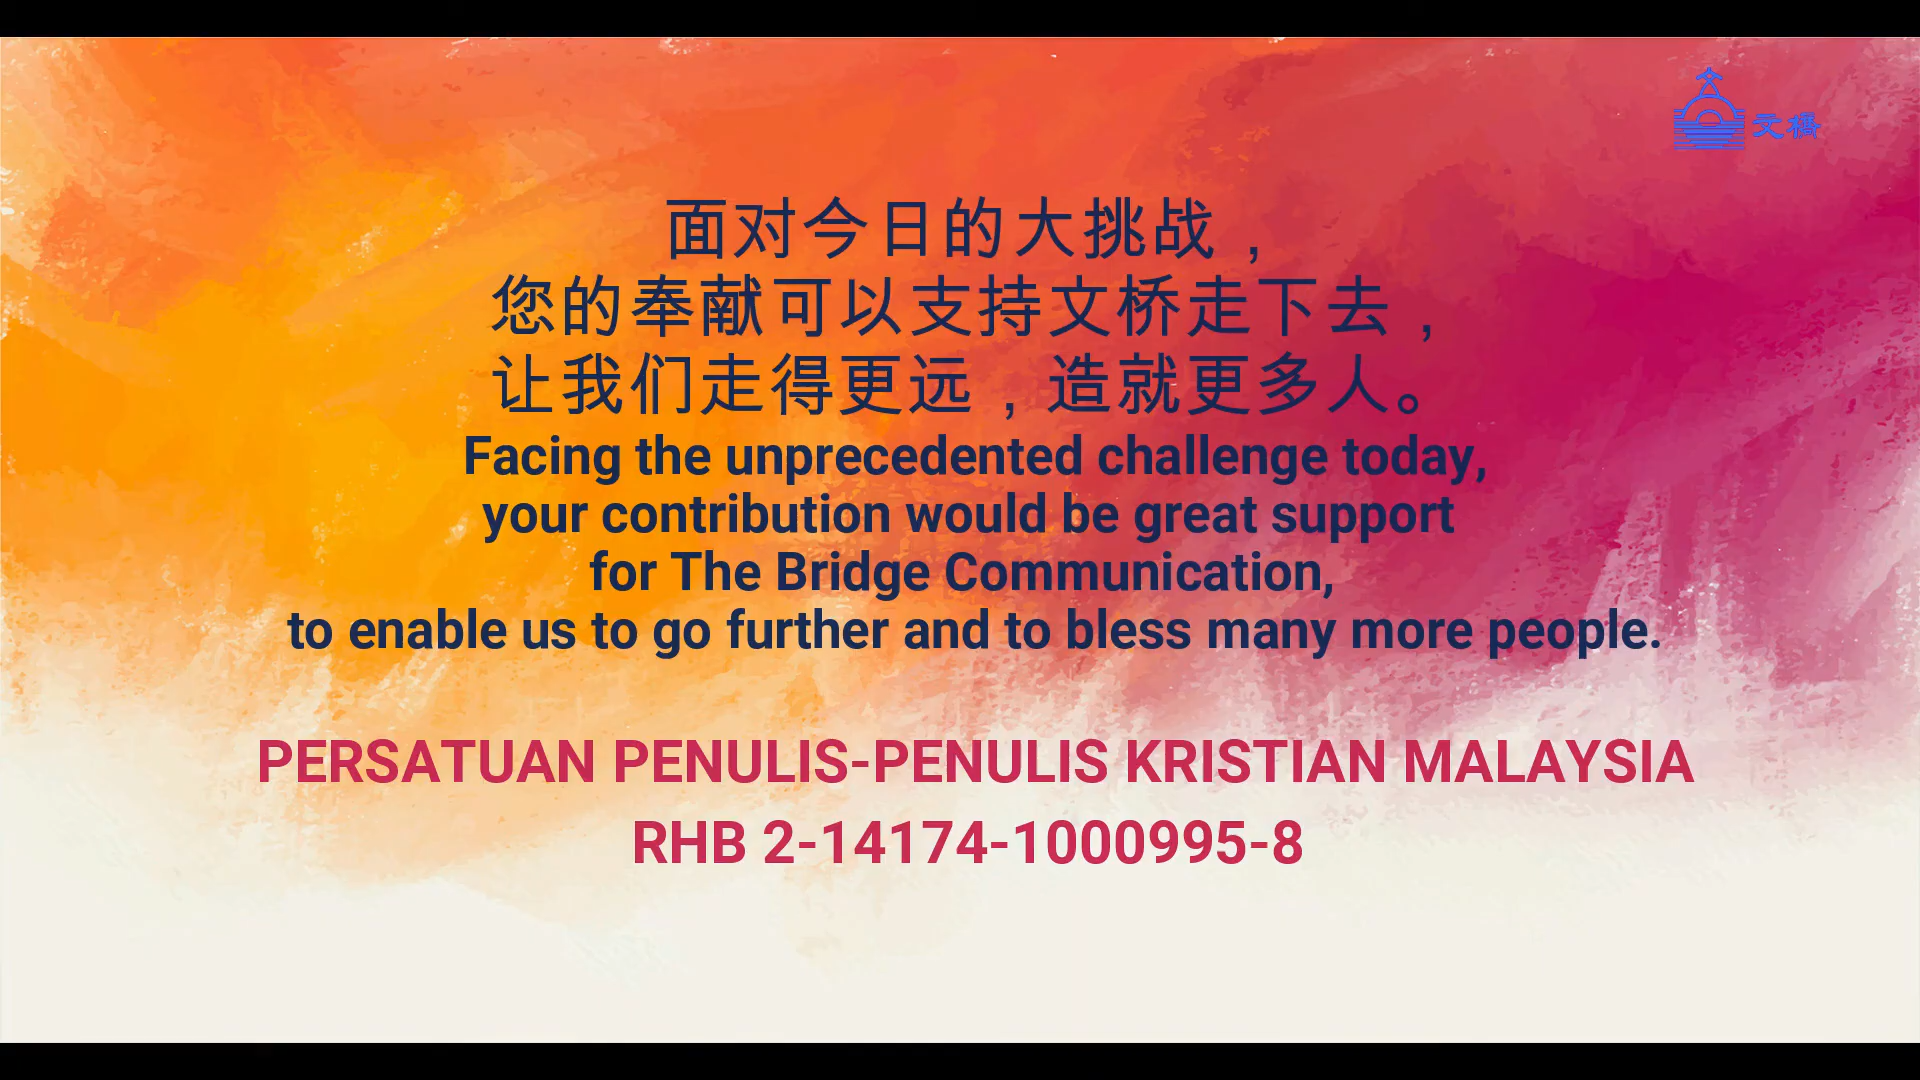 文橋
面对今日的大挑战，
您的奉献可以支持文桥走下去，
让我们走得更远，造就更多人。
Facing the unprecedented challenge today,
your contribution would be great support
for The Bridge Communication,
to enable us to go further and to bless many more people.
PERSATUAN PENULIS-PENULIS KRISTIAN MALAYSIA
RHB 2-14174-1000995-8